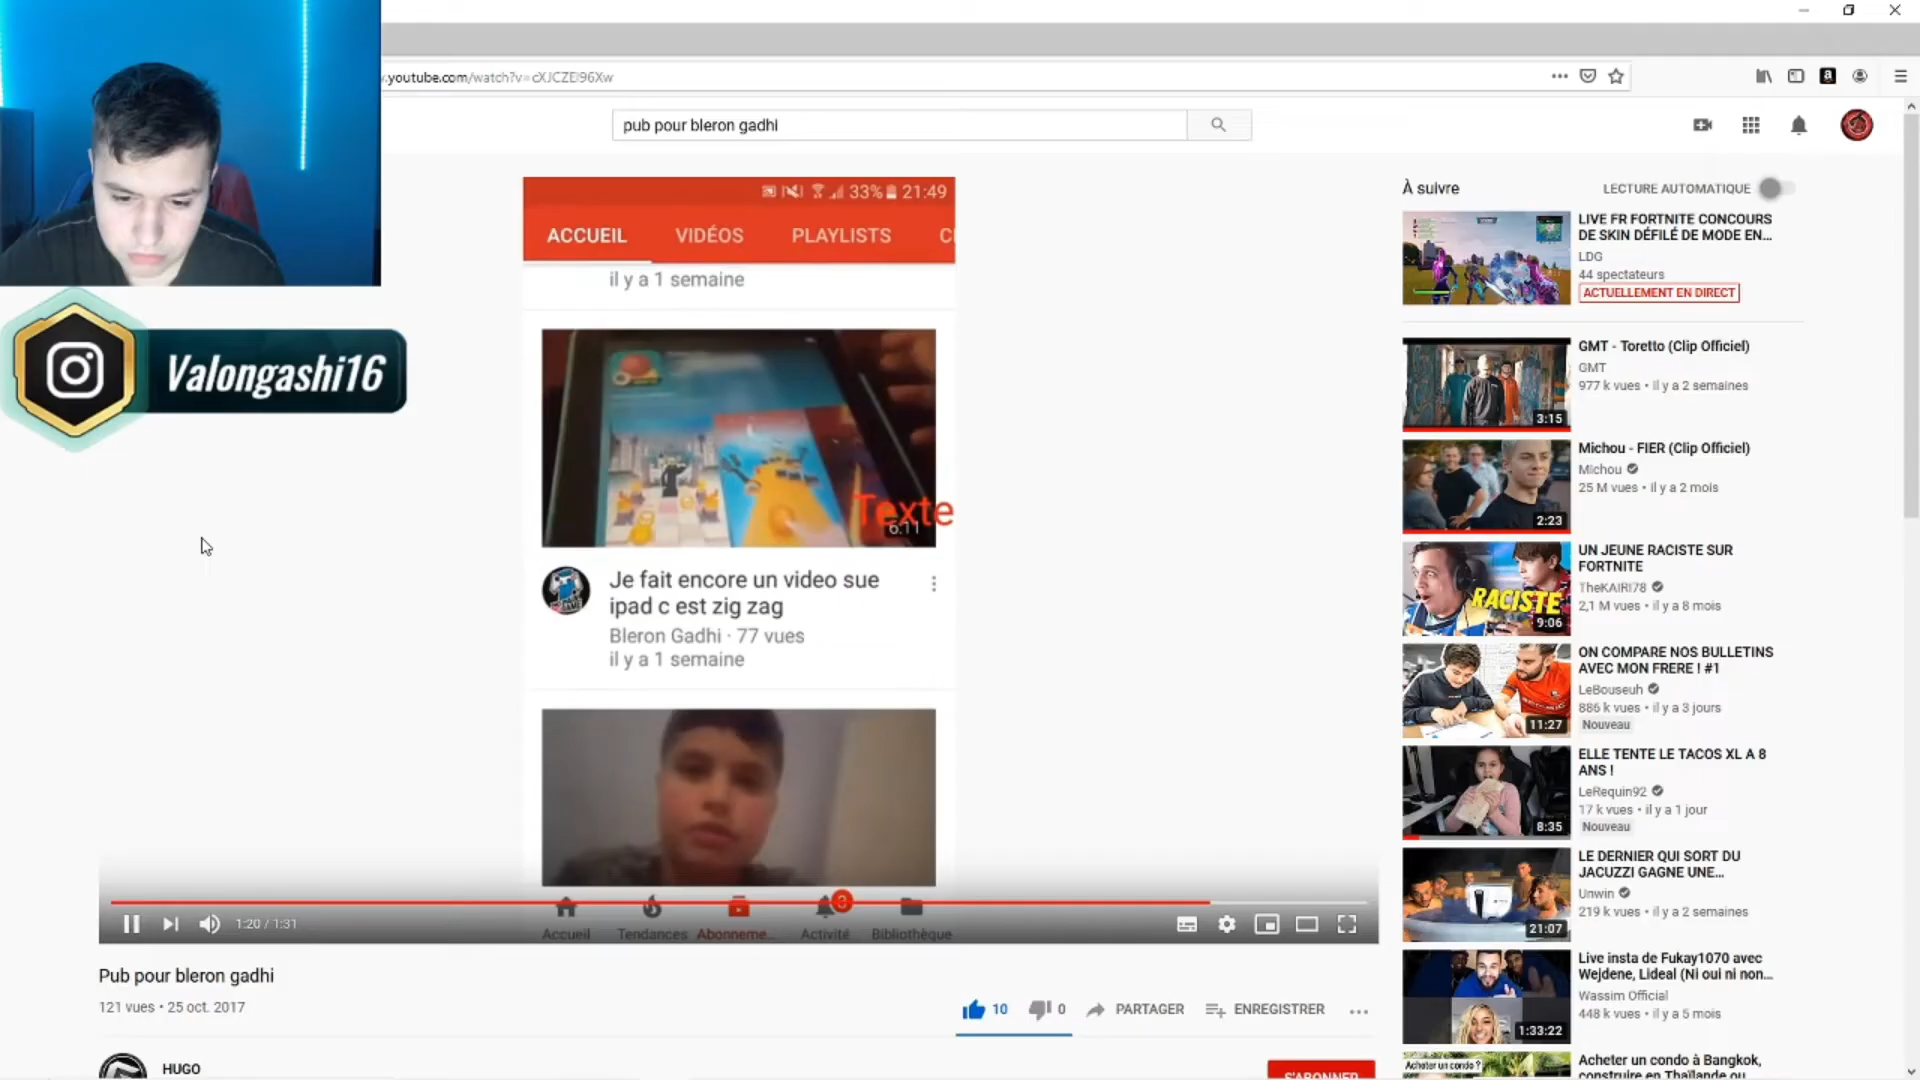 .youtube.com/watch?v=cXJCZEl96Xw
pub pour bleron gadhi
33% 21:49
ACCUEIL VIDÉOS PLAYLISTS
il y a 1 semaine
Texte
6:11
Je fait encore un video sue
ipad c est zig zag
Bleron Gadhi · 77 vues
il y a 1 semaine
3
Accueil Tendances Abonneme... Activité Bibliothèque
1:20 / 1:31
Valongashi16
Pub pour bleron gadhi
121 vues • 25 oct. 2017
10 0 PARTAGER ENREGISTRER
HUGO
S'ABONNER
À suivre
LECTURE AUTOMATIQUE
LIVE FR FORTNITE CONCOURS
DE SKIN DÉFILÉ DE MODE EN...
LDG
44 spectateurs
ACTUELLEMENT EN DIRECT
3:15
GMT - Toretto (Clip Officiel)
GMT
977 k vues • il y a 2 semaines
2:23
Michou - FIER (Clip Officiel)
Michou
25 M vues • il y a 2 mois
RACISTE
9:06
UN JEUNE RACISTE SUR
FORTNITE
TheKAIRI78
2,1 M vues • il y a 8 mois
11:27
ON COMPARE NOS BULLETINS
AVEC MON FRERE ! #1
LeBouseuh
886 k vues • il y a 3 jours
Nouveau
8:35
ELLE TENTE LE TACOS XL A 8
ANS !
LeRequin92
17 k vues • il y a 1 jour
Nouveau
21:07
LE DERNIER QUI SORT DU
JACUZZI GAGNE UNE...
Unwin
219 k vues • il y a 2 semaines
1:33:22
Live insta de Fukay1070 avec
Wejdene, Lideal (Ni oui ni non...
Wassim Official
448 k vues • il y a 5 mois
Acheter un condo ?
Acheter un condo à Bangkok,
construire en Thaïlande ou